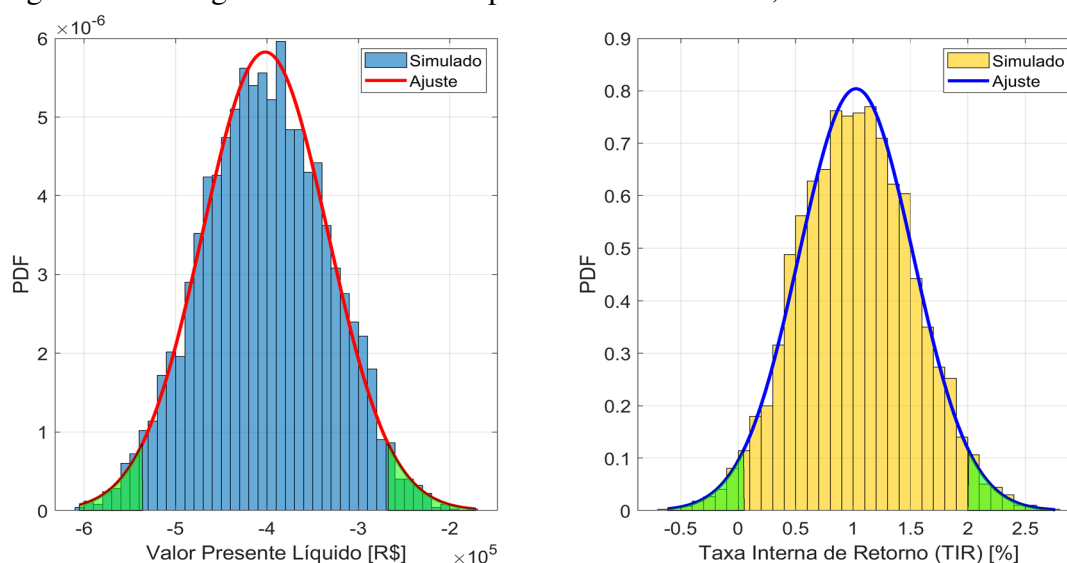 ×10⁻⁶
6
5
4
3
2
1
0
PDF
-6 -5 -4 -3 -2
Valor Presente Líquido [R$]
×10⁵
Simulado
Ajuste
0.9
0.8
0.7
0.6
0.5
0.4
0.3
0.2
0.1
0
PDF
-0.5 0 0.5 1 1.5 2 2.5
Taxa Interna de Retorno (TIR) [%]
Simulado
Ajuste